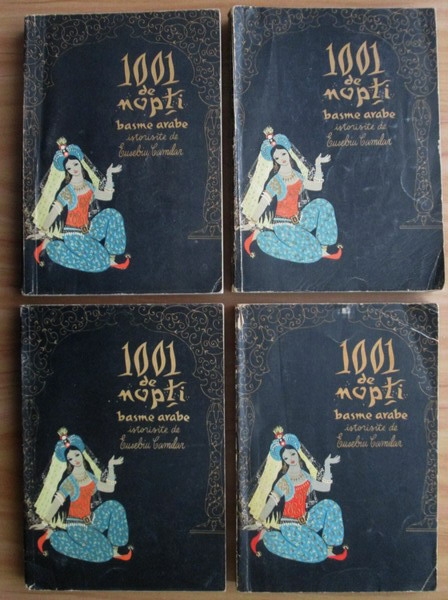 1001
de
nopți
basme arabe
istorisite de
Eusebiu Camilar
1001
de
nopți
basme arabe
istorisite de
Eusebiu Camilar
1001
de
nopți
basme arabe
istorisite de
Eusebiu Camilar
1001
de
nopți
basme arabe
istorisite de
Eusebiu Camilar